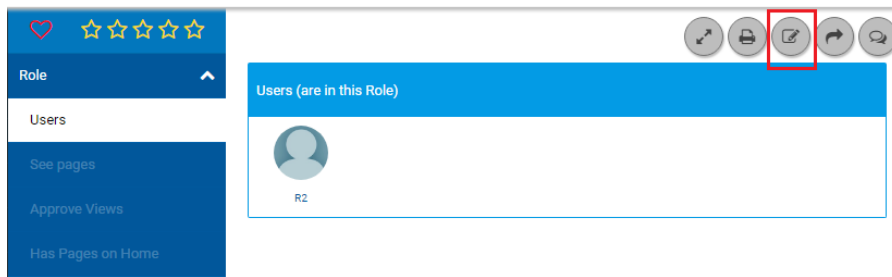 Role
Users
See pages
Approve Views
Has Pages on Home
Users (are in this Role)
R2